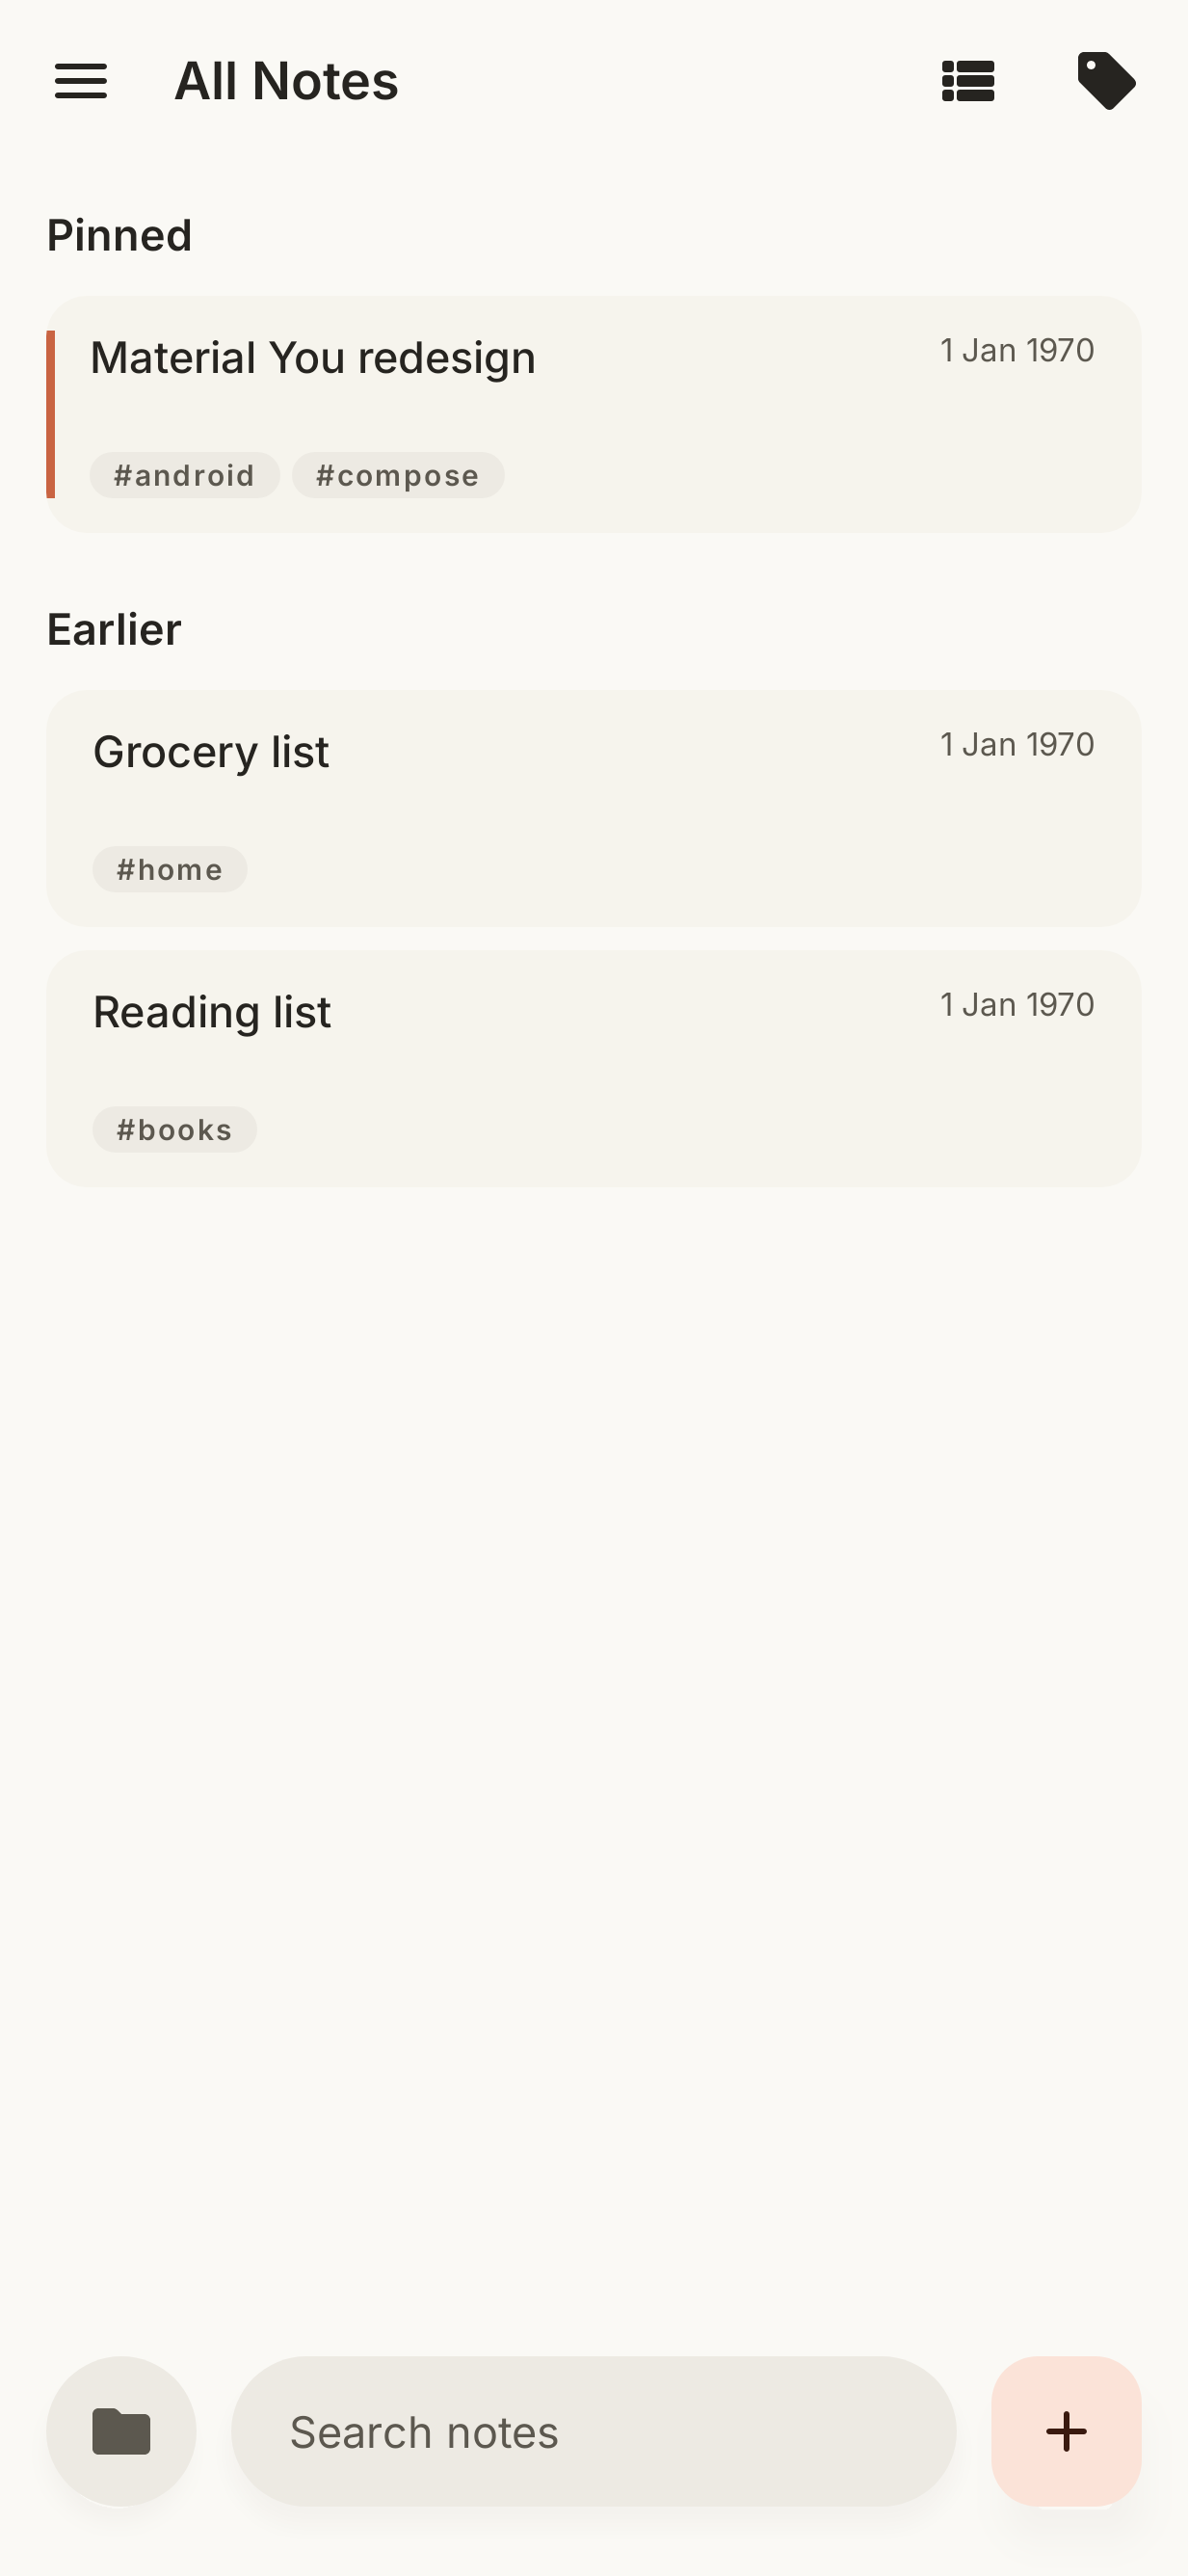 All Notes
Pinned
Material You redesign
1 Jan 1970
#android #compose
Earlier
Grocery list
1 Jan 1970
#home
Reading list
1 Jan 1970
#books
Search notes